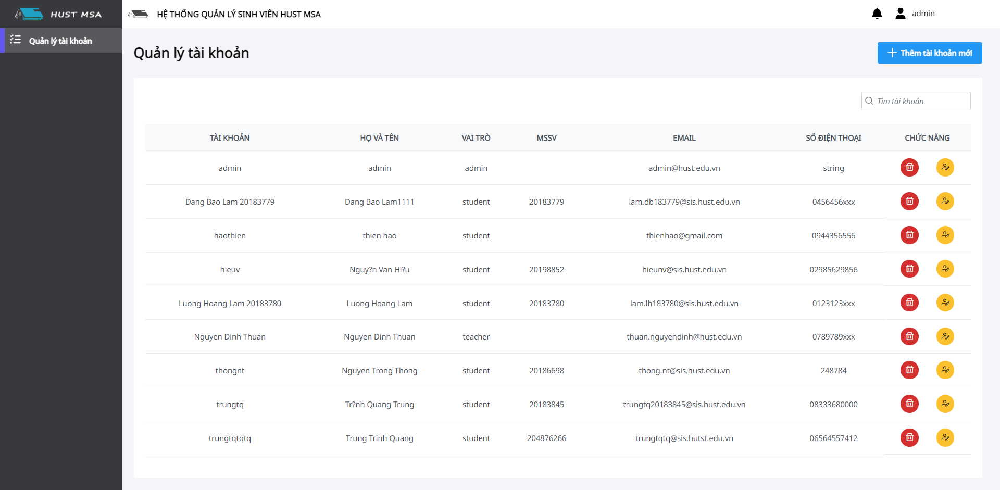 HUST MSA
HỆ THỐNG QUẢN LÝ SINH VIÊN HUST MSA
admin
Quản lý tài khoản
Quản lý tài khoản
Thêm tài khoản mới
Tìm tài khoản
TÀI KHOẢN HỌ VÀ TÊN VAI TRÒ MSSV EMAIL SỐ ĐIỆN THOẠI CHỨC NĂNG
admin admin admin admin@hust.edu.vn string
Dang Bao Lam 20183779 Dang Bao Lam1111 student 20183779 lam.db183779@sis.hust.edu.vn 0456456xxx
haothien thien hao student thienhao@gmail.com 0944356556
hieuv Nguy?n Van Hi?u student 20198852 hieunv@sis.hust.edu.vn 02985629856
Luong Hoang Lam 20183780 Luong Hoang Lam student 20183780 lam.lh183780@sis.hust.edu.vn 0123123xxx
Nguyen Dinh Thuan Nguyen Dinh Thuan teacher thuan.nguyendinh@hust.edu.vn 0789789xxx
thongnt Nguyen Trong Thong student 20186698 thong.nt@sis.hust.edu.vn 248784
trungtq Tr?nh Quang Trung student 20183845 trungtq20183845@sis.hust.edu.vn 08333680000
trungtqtqtq Trung Trinh Quang student 204876266 trungtqtq@sis.hutst.edu.vn 06564557412